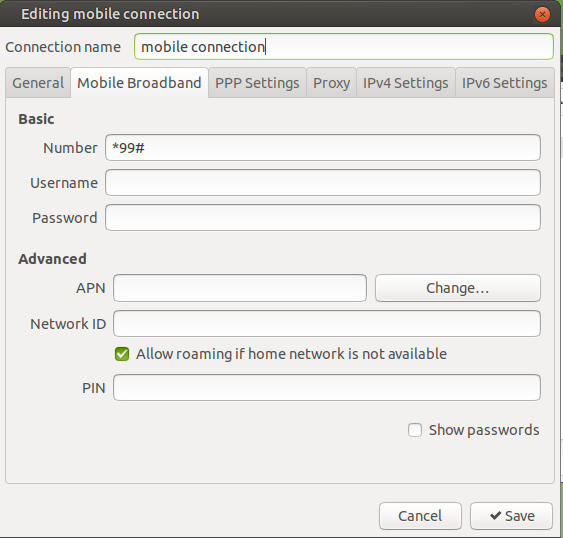 Editing mobile connection
Connection name mobile connection
General Mobile Broadband PPP Settings Proxy IPv4 Settings IPv6 Settings
Basic
Number *99#
Username
Password
Advanced
APN Change...
Network ID
Allow roaming if home network is not available
PIN
Show passwords
Cancel Save